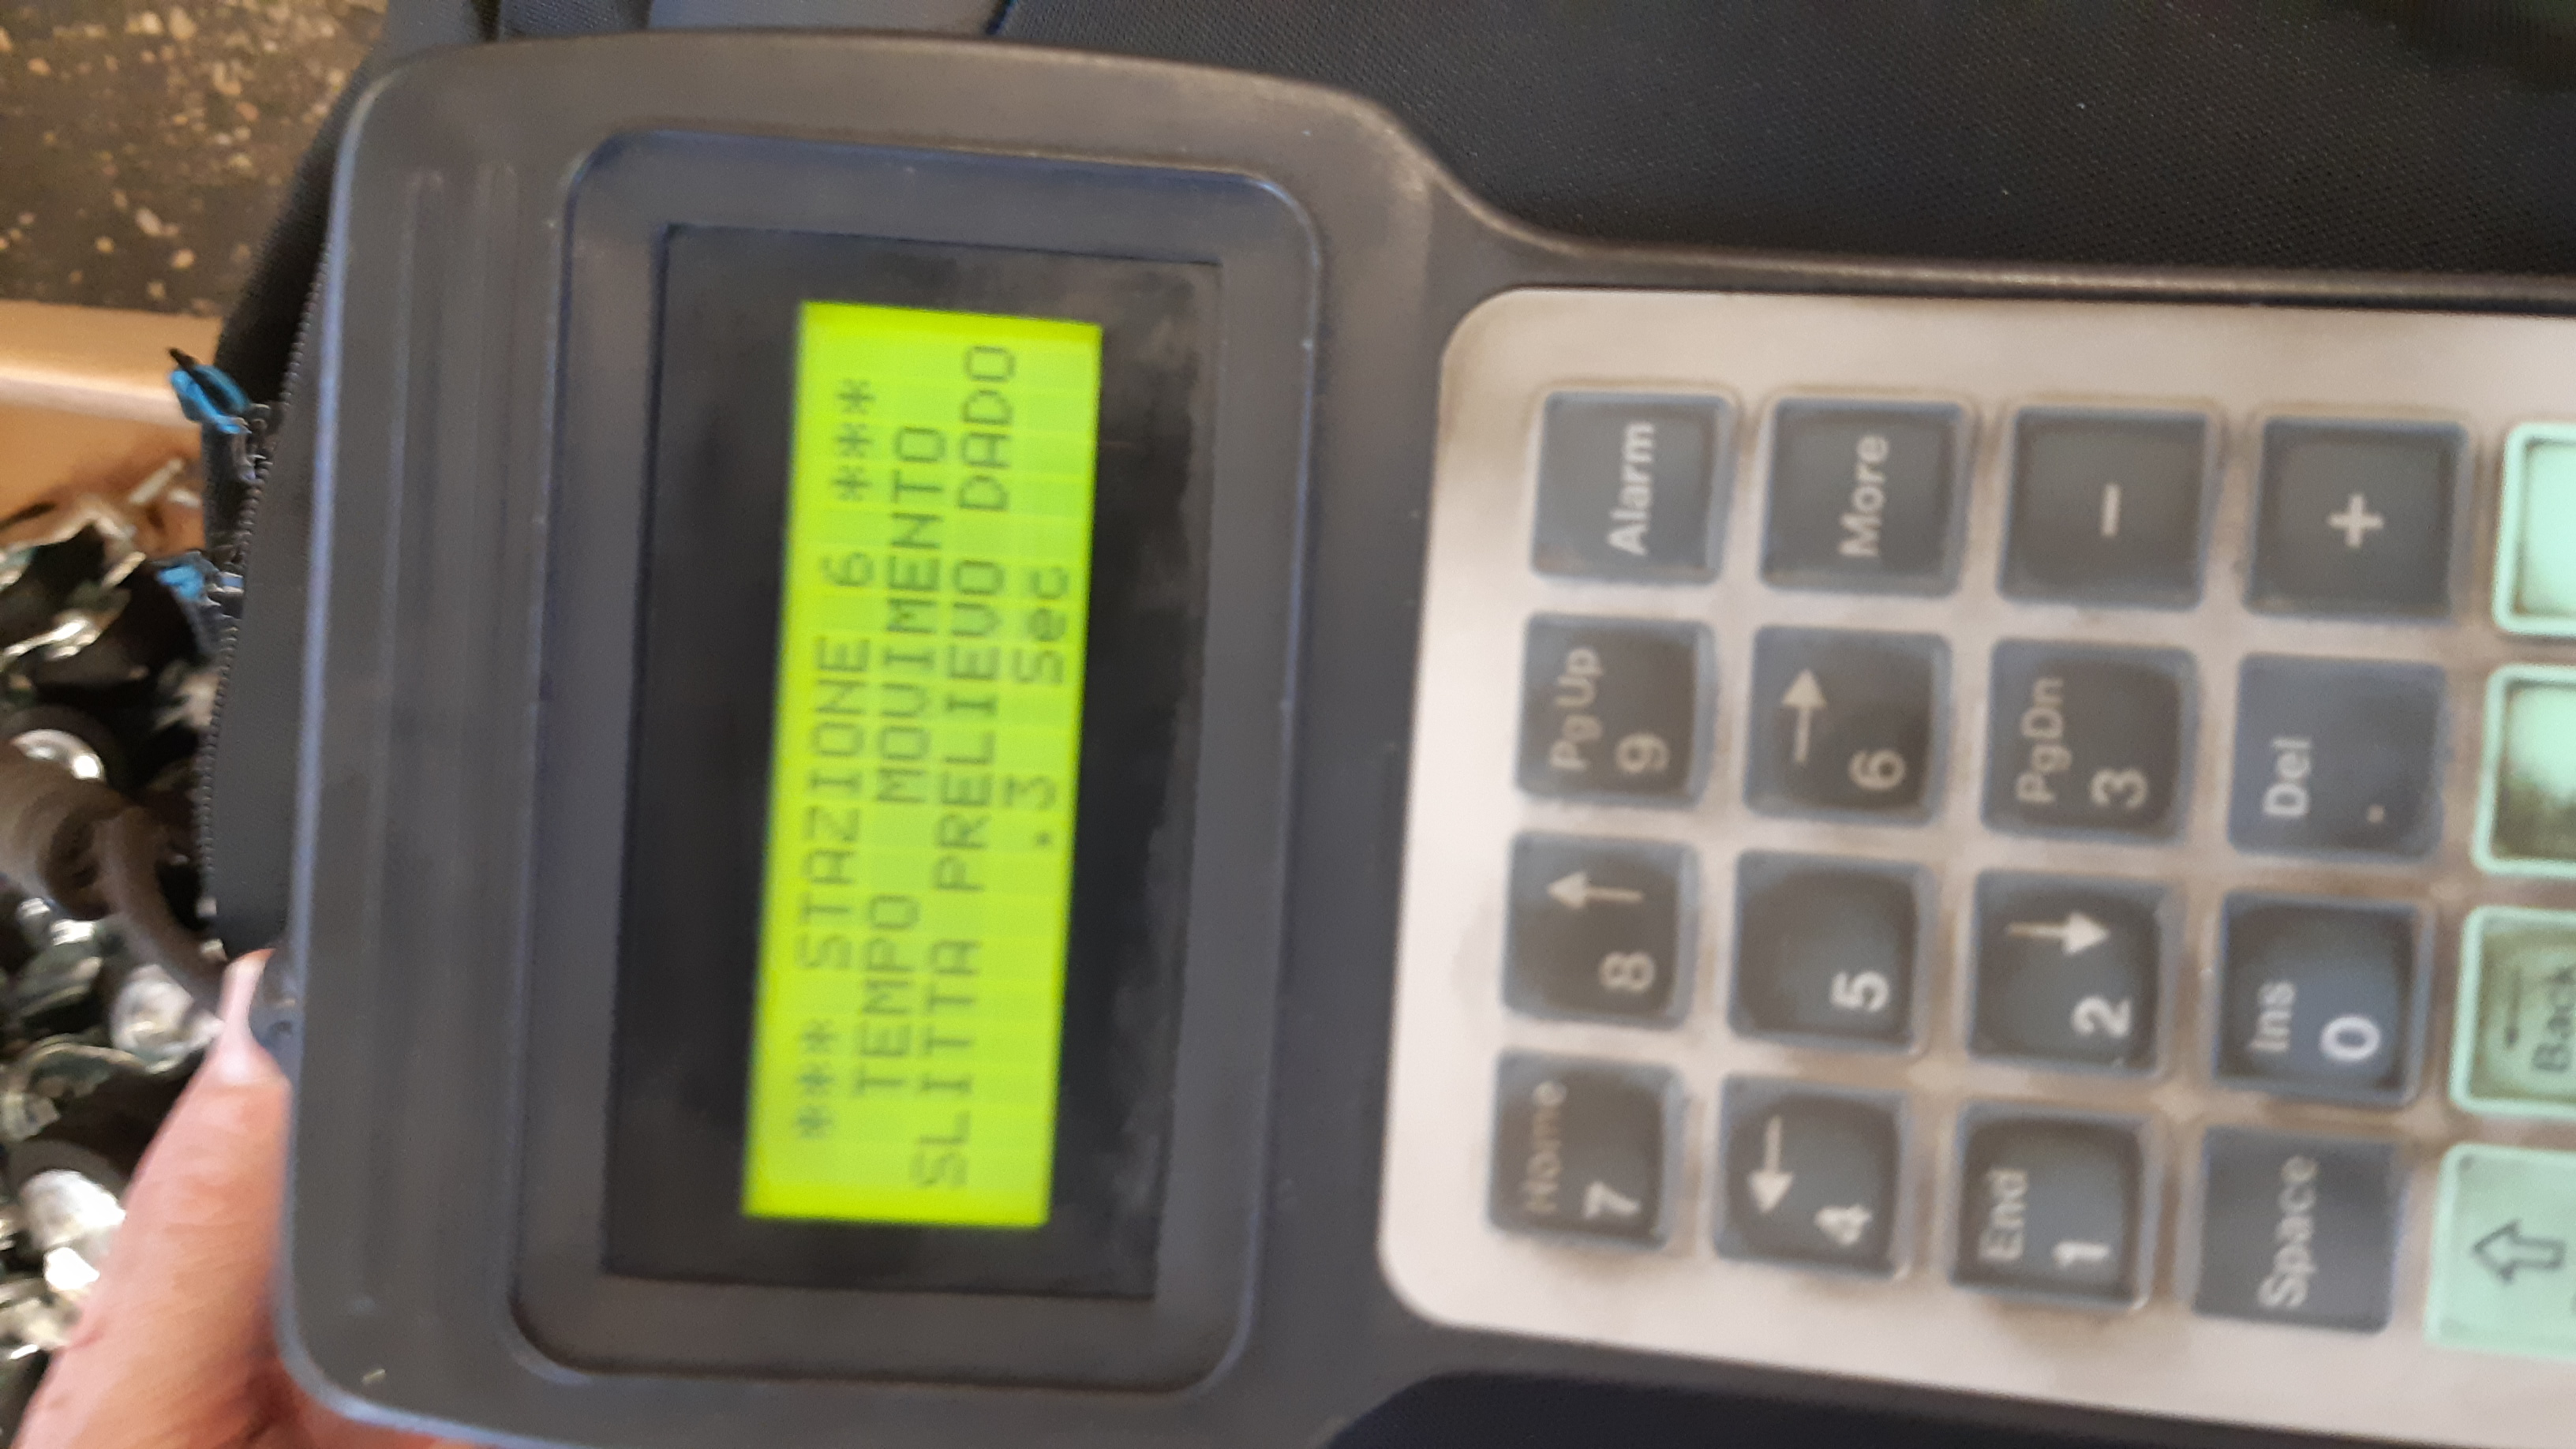 *** STAZIONE 6 ***
TEMPO MOVIMENTO
SLITTA PRELIEVO DADO
.3 Sec
Home
7
8
PgUp
9
Alarm
4
5
6
More
End
1
2
PgDn
3
-
Space
Ins
0
Del
.
+
Back